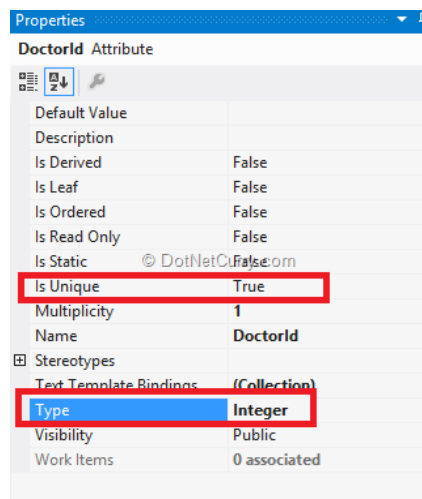 Properties
DoctorId Attribute
Default Value
Description
Is Derived False
Is Leaf False
Is Ordered False
Is Read Only False
Is Static False
© DotNetCurry.com
Is Unique True
Multiplicity 1
Name DoctorId
Stereotypes
Text Template Bindings (Collection)
Type Integer
Visibility Public
Work Items 0 associated